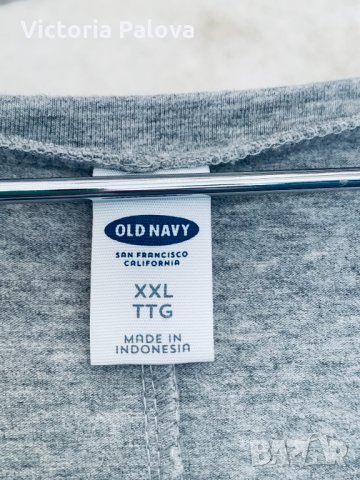 Victoria Palova
OLD NAVY
SAN FRANCISCO
CALIFORNIA
XXL
TTG
MADE IN
INDONESIA
BAZAR